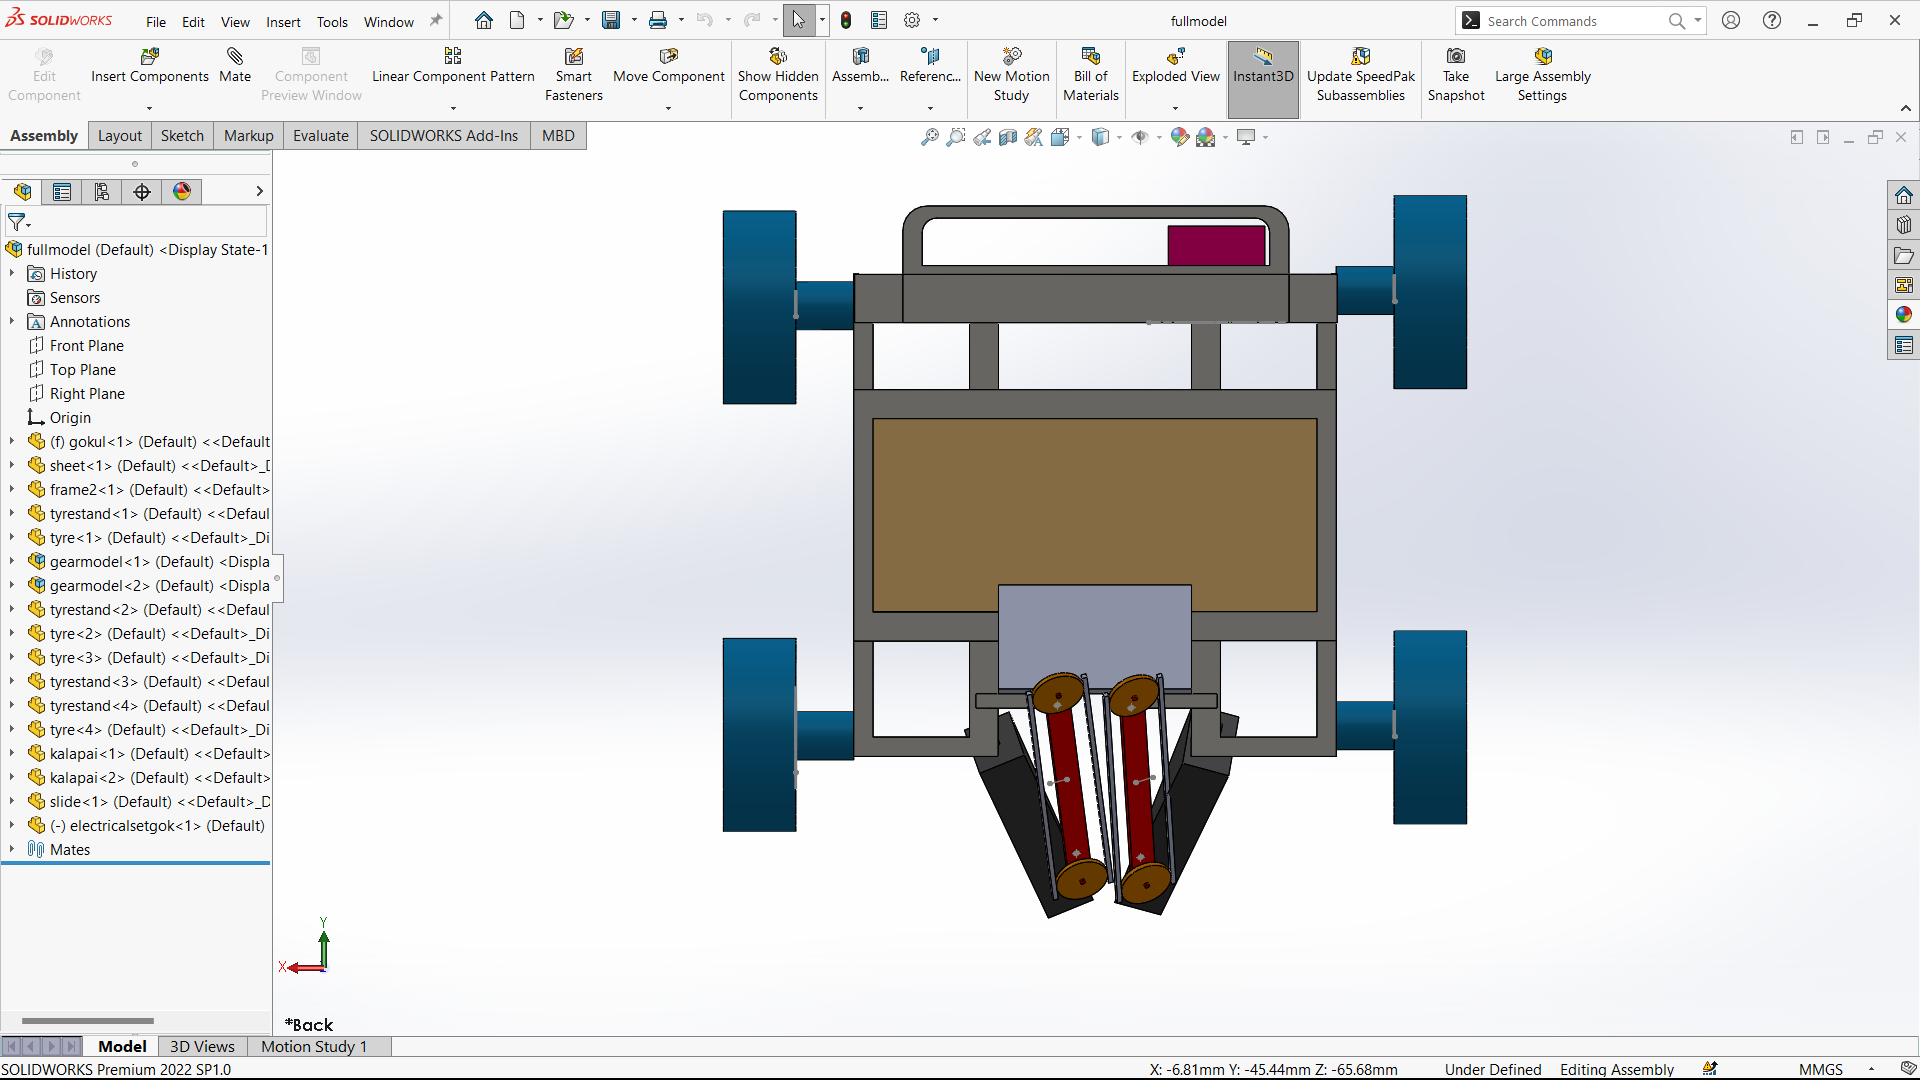 SOLIDWORKS File Edit View Insert Tools Window fullmodel Search Commands
Edit Component
Insert Components
Mate
Component Preview Window
Linear Component Pattern
Smart Fasteners
Move Component
Show Hidden Components
Assemb...
Referenc...
New Motion Study
Bill of Materials
Exploded View
Instant3D
Update SpeedPak Subassemblies
Take Snapshot
Large Assembly Settings
Assembly Layout Sketch Markup Evaluate SOLIDWORKS Add-Ins MBD
fullmodel (Default) <Display State-1
History
Sensors
Annotations
Front Plane
Top Plane
Right Plane
Origin
(f) gokul<1> (Default) <<Default
sheet<1> (Default) <<Default>_D
frame2<1> (Default) <<Default>
tyrestand<1> (Default) <<Defaul
tyre<1> (Default) <<Default>_Di
gearmodel<1> (Default) <Displa
gearmodel<2> (Default) <Displa
tyrestand<2> (Default) <<Defaul
tyre<2> (Default) <<Default>_Di
tyre<3> (Default) <<Default>_Di
tyrestand<3> (Default) <<Defaul
tyrestand<4> (Default) <<Defaul
tyre<4> (Default) <<Default>_Di
kalapai<1> (Default) <<Default>
kalapai<2> (Default) <<Default>
slide<1> (Default) <<Default>_D
(-) electricalsetgok<1> (Default)
Mates
Y
X
*Back
Model 3D Views Motion Study 1
SOLIDWORKS Premium 2022 SP1.0 X: -6.81mm Y: -45.44mm Z: -65.68mm Under Defined Editing Assembly MMGS